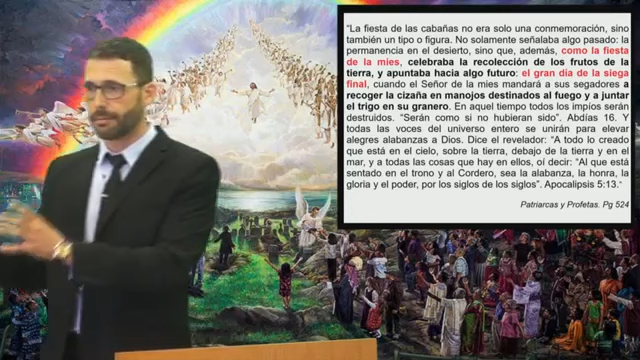 “La fiesta de las cabañas no era solo una conmemoración, sino
también un tipo o figura. No solamente señalaba algo pasado: la
permanencia en el desierto, sino que, además, como la fiesta
de la mies, celebraba la recolección de los frutos de la
tierra, y apuntaba hacia algo futuro: el gran día de la siega
final, cuando el Señor de la mies mandará a sus segadores a
recoger la cizaña en manojos destinados al fuego y a juntar
el trigo en su granero. En aquel tiempo todos los impíos serán
destruidos. “Serán como si no hubieran sido”. Abdías 16. Y
todas las voces del universo entero se unirán para elevar
alegres alabanzas a Dios. Dice el revelador: “A todo lo creado
que está en el cielo, sobre la tierra, debajo de la tierra y en el
mar, y a todas las cosas que hay en ellos, oí decir: “Al que está
sentado en el trono y al Cordero, sea la alabanza, la honra, la
gloria y el poder, por los siglos de los siglos”. Apocalipsis 5:13.”
Patriarcas y Profetas. Pg 524